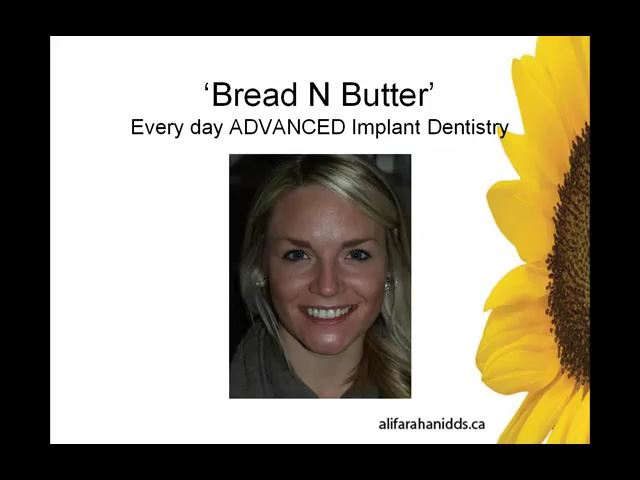 ‘Bread N Butter’
Every day ADVANCED Implant Dentistry
alifarahanidds.ca